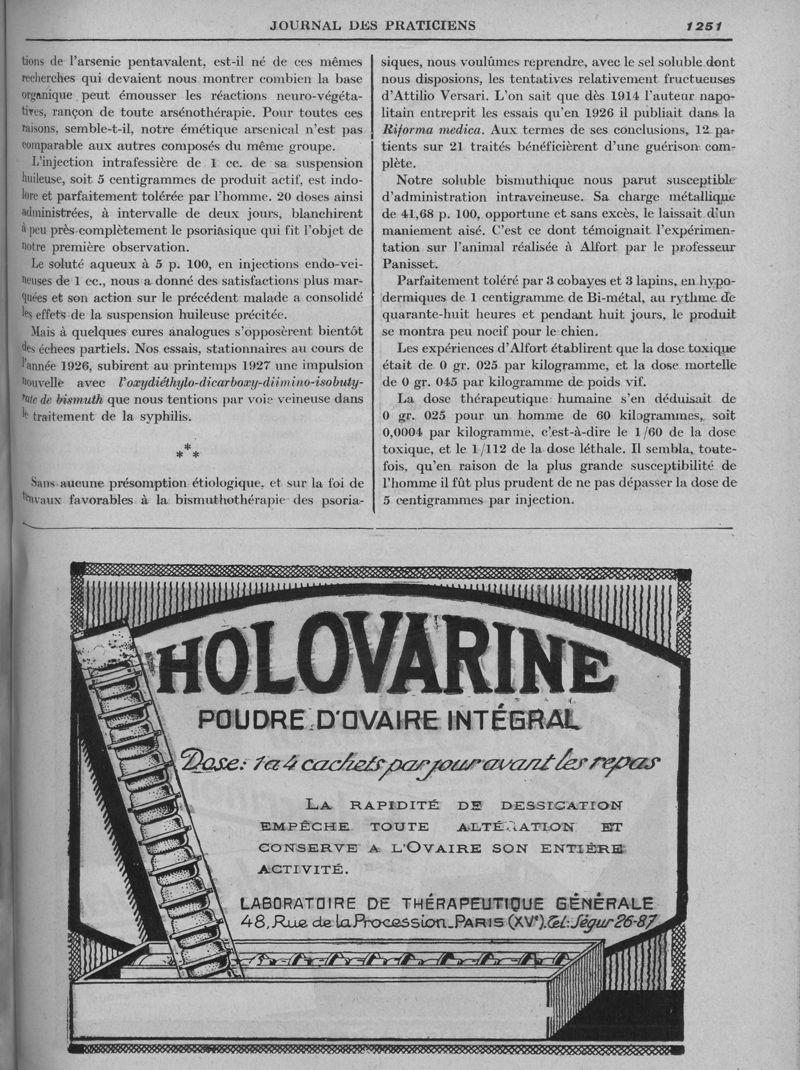 JOURNAL DES PRATICIENS
1251
tions de l'arsenic pentavalent, est-il né de ces mêmes
recherches qui devaient nous montrer combien la base
organique peut émousser les réactions neuro-végéta-
tives, rançon de toute arsénothérapie. Pour toutes ces
raisons, semble-t-il, notre émétique arsenical n'est pas
comparable aux autres composés du même groupe.
L'injection intrafessière de 1 cc. de sa suspension
huileuse, soit 5 centigrammes de produit actif, est indo-
lore et parfaitement tolérée par l'homme. 20 doses ainsi
administrées, à intervalle de deux jours, blanchirent
à peu près complètement le psoriasique qui fit l'objet de
notre première observation.
Le soluté aqueux à 5 p. 100, en injections endo-vei-
neuses de 1 cc., nous a donné des satisfactions plus mar-
quées et son action sur le précédent malade a consolidé
les effets de la suspension huileuse précitée.
Mais à quelques cures analogues s'opposèrent bientôt
des échecs partiels. Nos essais, stationnaires au cours de
l'année 1926, subirent au printemps 1927 une impulsion
nouvelle avec l'oxydiéthylo-dicarboxy-diimino-isobuty-
rate de bismuth que nous tentions par voie veineuse dans
le traitement de la syphilis.
* * *
Sans aucune présomption étiologique, et sur la foi de
travaux favorables à la bismuthothérapie des psoria-
siques, nous voulûmes reprendre, avec le sel soluble dont
nous disposions, les tentatives relativement fructueuses
d'Attilio Versari. L'on sait que dès 1914 l'auteur napo-
litain entreprit les essais qu'en 1926 il publiait dans la
Riforma medica. Aux termes de ses conclusions, 12 pa-
tients sur 21 traités bénéficièrent d'une guérison com-
plète.
Notre soluble bismuthique nous parut susceptible
d'administration intraveineuse. Sa charge métallique
de 41,68 p. 100, opportune et sans excès, le laissait d'un
maniement aisé. C'est ce dont témoignait l'expérimen-
tation sur l'animal réalisée à Alfort par le professeur
Panisset.
Parfaitement toléré par 3 cobayes et 3 lapins, en hypo-
dermiques de 1 centigramme de Bi-métal, au rythme de
quarante-huit heures et pendant huit jours, le produit
se montra peu nocif pour le chien.
Les expériences d'Alfort établirent que la dose toxique
était de 0 gr. 025 par kilogramme, et la dose mortelle
de 0 gr. 045 par kilogramme de poids vif.
La dose thérapeutique humaine s'en déduisait de
0 gr. 025 pour un homme de 60 kilogrammes, soit
0,0004 par kilogramme, c'est-à-dire le 1/60 de la dose
toxique, et le 1/112 de la dose léthale. Il sembla, toute-
fois, qu'en raison de la plus grande susceptibilité de
l'homme il fût plus prudent de ne pas dépasser la dose de
5 centigrammes par injection.
HOLOVARINE
POUDRE D'OVAIRE INTÉGRAL
Dose: 1 à 4 cachets par jour avant les repas
LA RAPIDITÉ DE DESSICATION
EMPÊCHE TOUTE ALTÉRATION ET
CONSERVE A L'OVAIRE SON ENTIÈRE
ACTIVITÉ.
LABORATOIRE DE THÉRAPEUTIQUE GÉNÉRALE
48, Rue de la Procession_PARIS (XVe). Tél: Ségur 26-87